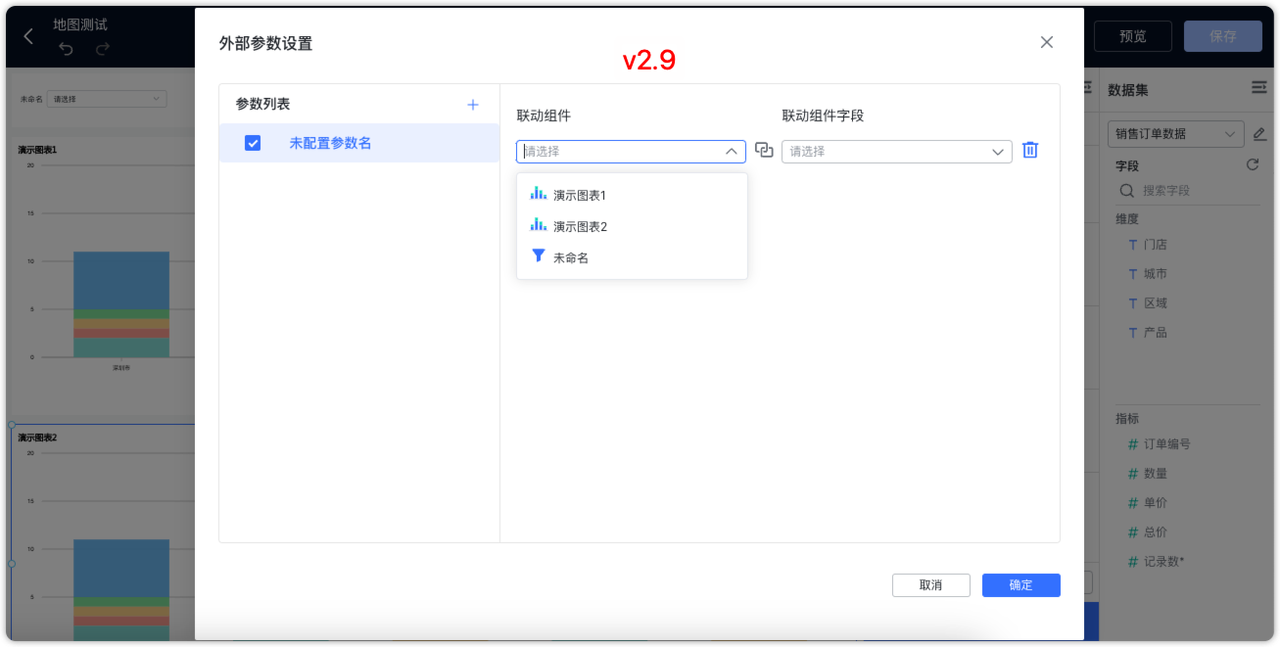 地图测试
预览
保存
外部参数设置
v2.9
未命名
请选择
参数列表
+
未配置参数名
联动组件
联动组件字段
请选择
请选择
演示图表1
演示图表2
未命名
取消
确定
演示图表1
20
15
10
5
0
深圳市
演示图表2
20
15
10
5
数据集
销售订单数据
字段
搜索字段
维度
T 门店
T 城市
T 区域
T 产品
指标
# 订单编号
# 数量
# 单价
# 总价
# 记录数*